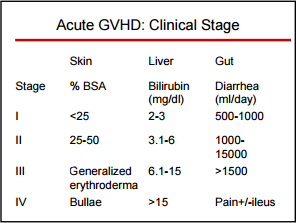 Acute GVHD: Clinical Stage
Skin Liver Gut
Stage % BSA Bilirubin Diarrhea
(mg/dl) (ml/day)
I <25 2-3 500-1000
II 25-50 3.1-6 1000-
15000
III Generalized 6.1-15 >1500
erythroderma
IV Bullae >15 Pain+/-ileus